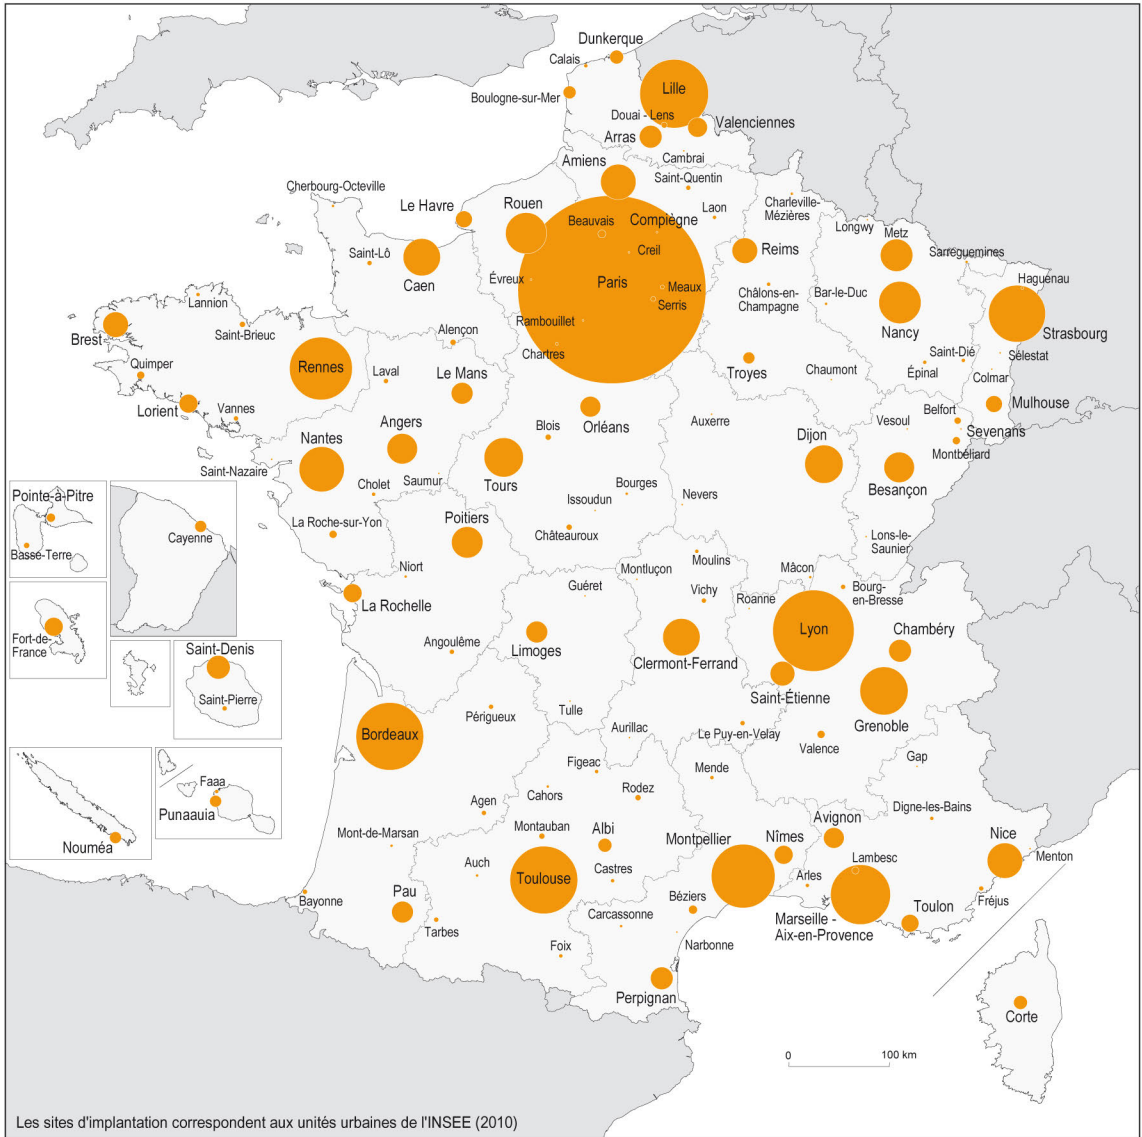 Dunkerque
Calais
Boulogne-sur-Mer
Lille
Douai - Lens
Valenciennes
Arras
Cambrai
Amiens
Saint-Quentin
Cherbourg-Octeville
Le Havre
Rouen
Beauvais
Compiègne
Laon
Charleville-
Mézières
Longwy
Metz
Sarreguemines
Saint-Lô
Caen
Creil
Reims
Évreux
Paris
Meaux
Serris
Châlons-en-
Champagne
Bar-le-Duc
Haguenau
Nancy
Strasbourg
Lannion
Brest
Saint-Brieuc
Alençon
Rambouillet
Chartres
Quimper
Rennes
Laval
Le Mans
Troyes
Chaumont
Saint-Dié
Épinal
Sélestat
Colmar
Lorient
Vannes
Angers
Blois
Orléans
Auxerre
Vesoul
Belfort
Mulhouse
Sevenans
Montbéliard
Nantes
Saint-Nazaire
Cholet
Saumur
Tours
Dijon
Besançon
Pointe-à-Pitre
Basse-Terre
Cayenne
La Roche-sur-Yon
Poitiers
Issoudun
Bourges
Nevers
Châteauroux
Lons-le-
Saunier
Niort
Guéret
Montluçon
Moulins
Mâcon
Bourg-
en-Bresse
La Rochelle
Vichy
Roanne
Fort-de-
France
Saint-Denis
Saint-Pierre
Angoulême
Limoges
Clermont-Ferrand
Lyon
Chambéry
Saint-Étienne
Grenoble
Périgueux
Tulle
Bordeaux
Aurillac
Le Puy-en-Velay
Valence
Faaa
Punaauia
Nouméa
Figeac
Cahors
Rodez
Mende
Gap
Agen
Montauban
Albi
Digne-les-Bains
Mont-de-Marsan
Montpellier
Nîmes
Avignon
Nice
Menton
Auch
Toulouse
Castres
Lambesc
Arles
Bayonne
Pau
Tarbes
Carcassonne
Béziers
Marseille -
Aix-en-Provence
Toulon
Fréjus
Foix
Narbonne
Perpignan
Corte
0
100 km
Les sites d'implantation correspondent aux unités urbaines de l'INSEE (2010)